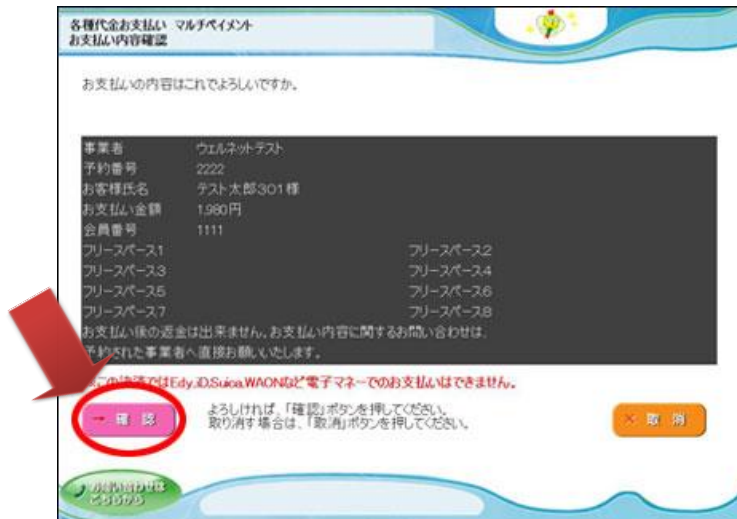 各種代金お支払い マルチペイメント
お支払い内容確認
お支払いの内容はこれでよろしいですか。
事業者 ウェルネットテスト
予約番号 2222
お客様氏名 テスト太郎301様
お支払い金額 1,980円
会員番号 1111
フリースペース1 フリースペース2
フリースペース3 フリースペース4
フリースペース5 フリースペース6
フリースペース7 フリースペース8
お支払い後の返金は出来ません。お支払い内容に関するお問い合わせは、
予約された事業者へ直接お願いいたします。
この決済ではEdy,iD,Suica,WAONなど電子マネーでのお支払いはできません。
→ 確 認
よろしければ、「確認」ボタンを押してください。
取り消す場合は、「取消」ボタンを押してください。
× 取 消
お問い合わせは
こちらから